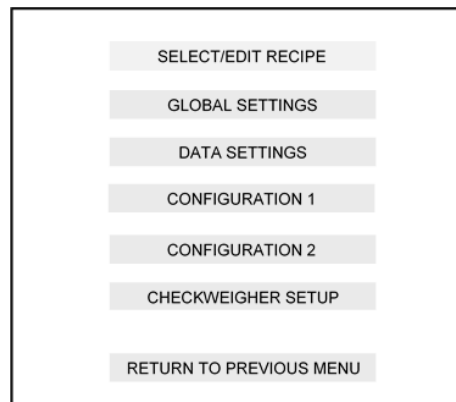 SELECT/EDIT RECIPE
GLOBAL SETTINGS
DATA SETTINGS
CONFIGURATION 1
CONFIGURATION 2
CHECKWEIGHER SETUP
RETURN TO PREVIOUS MENU